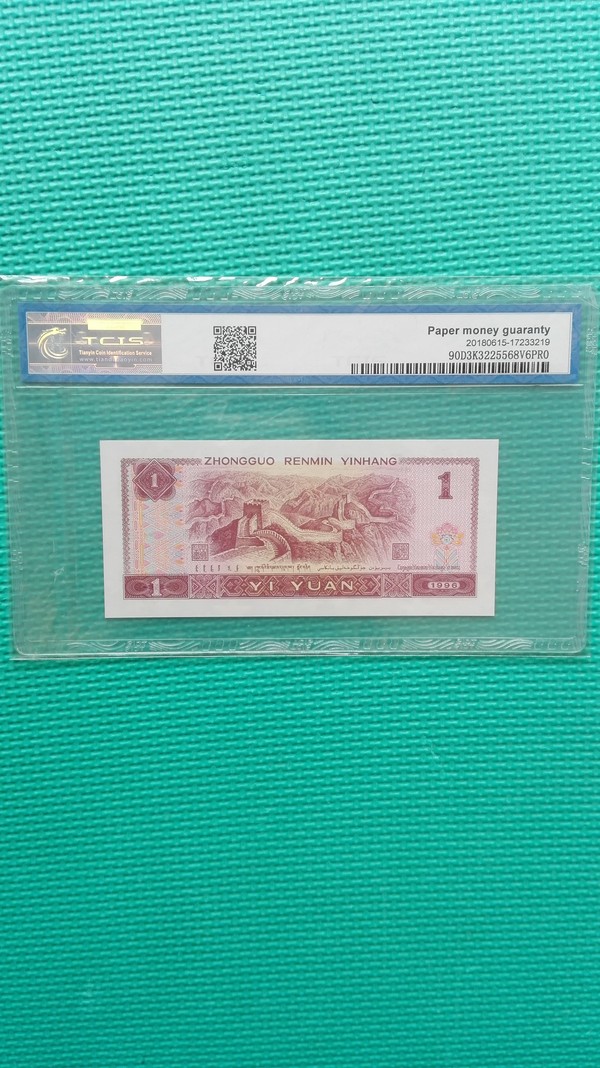 TCIS
Tianyin Coin Identification Service
Paper money guaranty
20180615-17233219
90D3K3225568V6PR0
ZHONGGUO RENMIN YINHANG
1
1
1
YI YUAN
1996